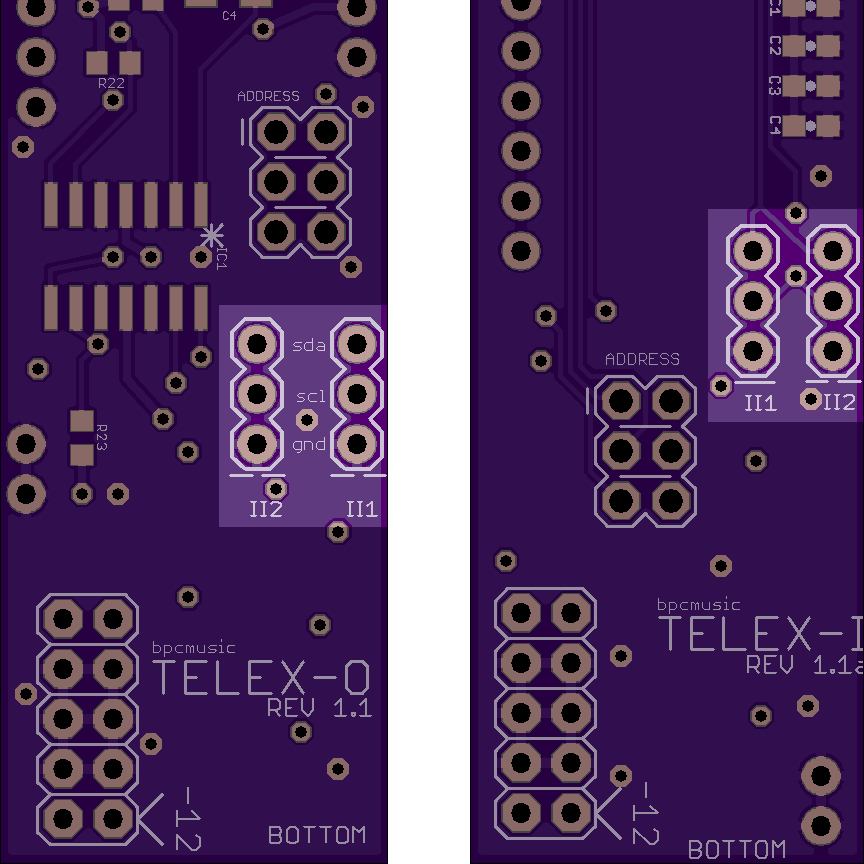 C4
R22
ADDRESS
IC1
sda
scl
gnd
II2 II1
R23
bpcmusic
TELEX-O
REV 1.1
-12
BOTTOM
C1
C2
C3
C4
II1 II2
ADDRESS
bpcmusic
TELEX-I
REV 1.1a
-12
BOTTOM